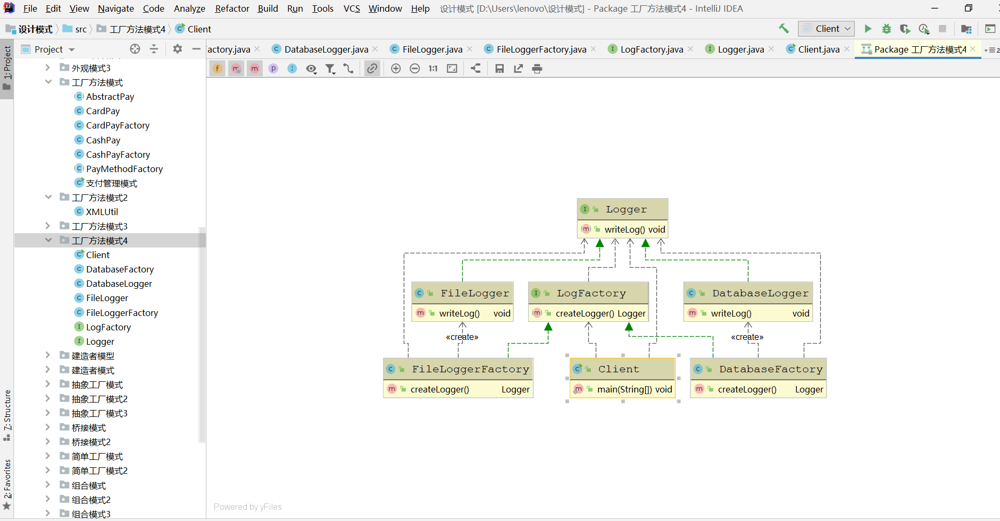 File Edit View Navigate Code Analyze Refactor Build Run Tools VCS Window Help 设计模式 [D:\Users\lenovo\设计模式] - Package 工厂方法模式4 - IntelliJ IDEA
设计模式 src 工厂方法模式4 Client
Client
1: Project
7: Structure
2: Favorites
Project
Factory.java DatabaseLogger.java FileLogger.java FileLoggerFactory.java LogFactory.java Logger.java Client.java Package 工厂方法模式4
1:1
外观模式3
工厂方法模式
AbstractPay
CardPay
CardPayFactory
CashPay
CashPayFactory
PayMethodFactory
支付管理模式
工厂方法模式2
XMLUtil
工厂方法模式3
工厂方法模式4
Client
DatabaseFactory
DatabaseLogger
FileLogger
FileLoggerFactory
LogFactory
Logger
建造者模型
建造者模式
抽象工厂模式
抽象工厂模式2
抽象工厂模式3
桥接模式
桥接模式2
简单工厂模式
简单工厂模式2
组合模式
组合模式2
组合模式3
Logger
writeLog() void
FileLogger
writeLog() void
LogFactory
createLogger() Logger
DatabaseLogger
writeLog() void
«create»
«create»
FileLoggerFactory
createLogger() Logger
Client
main(String[]) void
DatabaseFactory
createLogger() Logger
Powered by yFiles